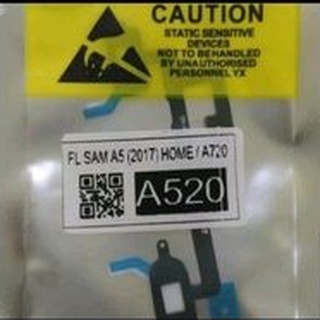 CAUTION
STATIC SENSITIVE
DEVICES
NOT TO BE HANDLED
BY UNAUTHORISED
PERSONNEL YX
FL SAM A5 (2017) HOME / A720
A520